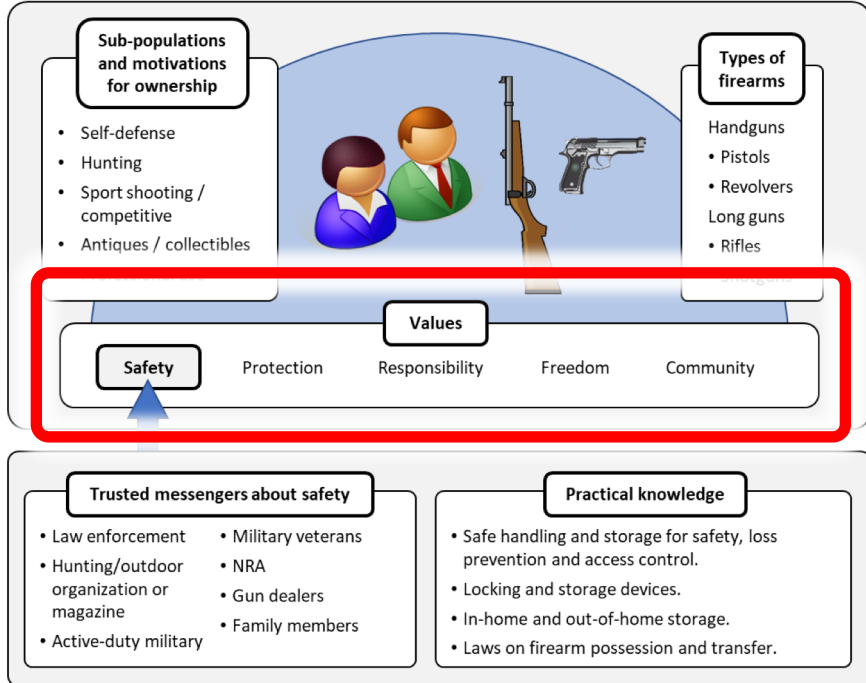 Sub-populations
and motivations
for ownership
• Self-defense
• Hunting
• Sport shooting /
competitive
• Antiques / collectibles
Types of
firearms
Handguns
• Pistols
• Revolvers
Long guns
• Rifles
Shotguns
Values
Safety
Protection
Responsibility
Freedom
Community
Trusted messengers about safety
• Law enforcement
• Hunting/outdoor
organization or
magazine
• Active-duty military
• Military veterans
• NRA
• Gun dealers
• Family members
Practical knowledge
• Safe handling and storage for safety, loss
prevention and access control.
• Locking and storage devices.
• In-home and out-of-home storage.
• Laws on firearm possession and transfer.